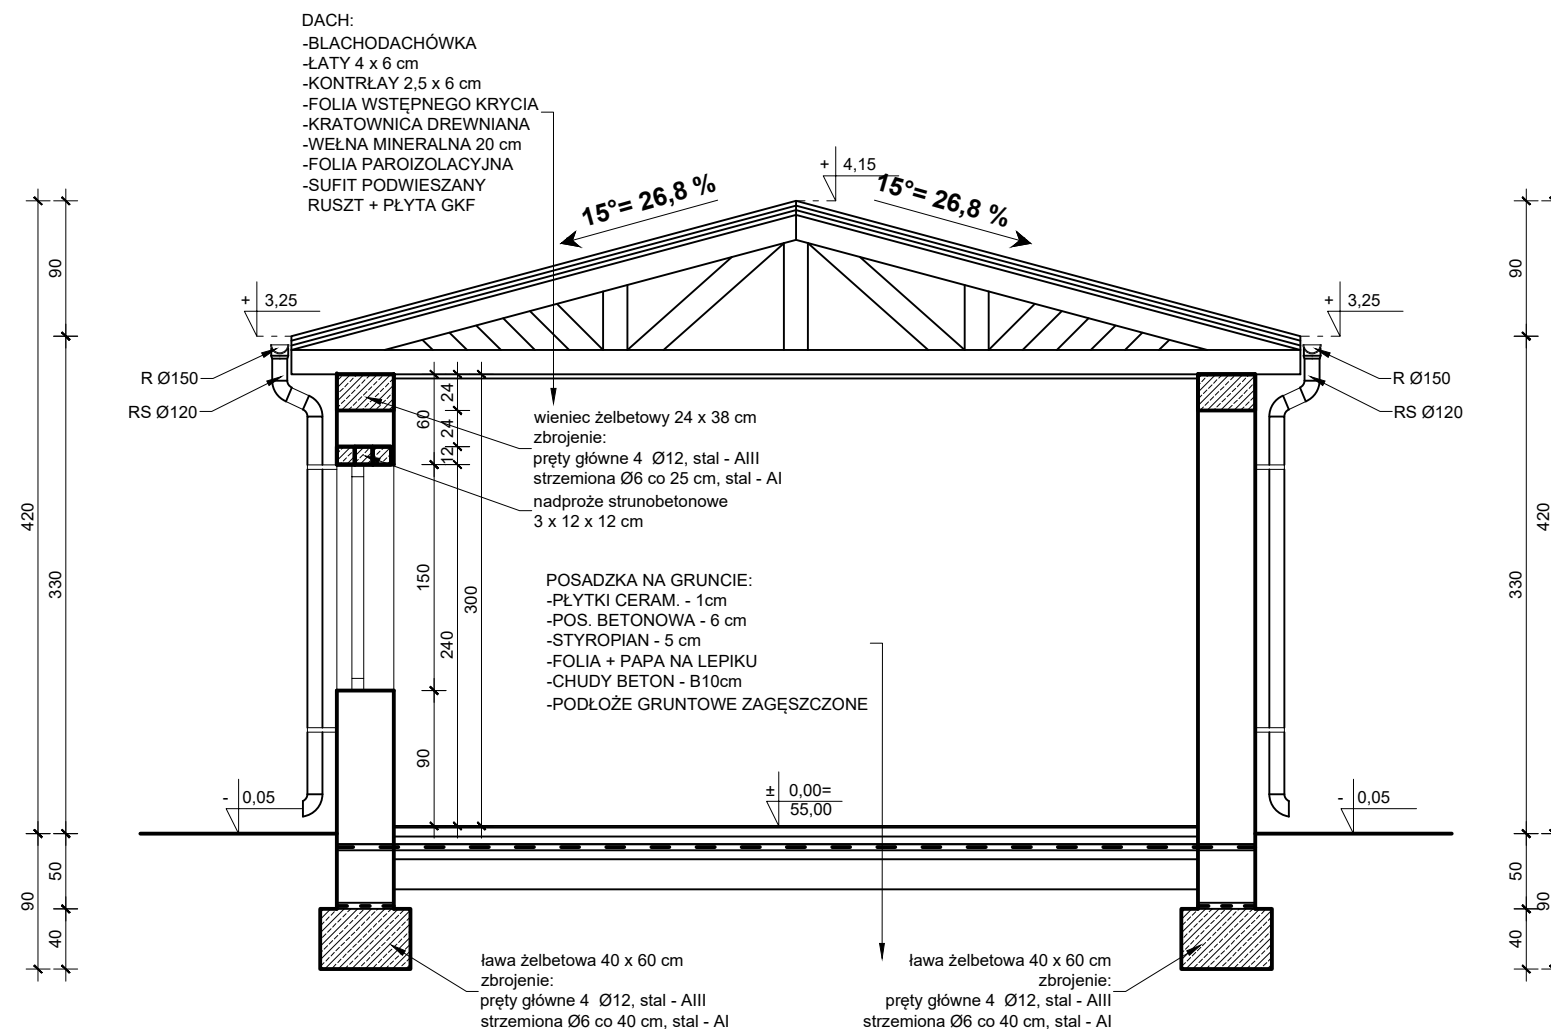 DACH:
-BLACHODACHÓWKA
-ŁATY 4 x 6 cm
-KONTRŁAY 2,5 x 6 cm
-FOLIA WSTĘPNEGO KRYCIA
-KRATOWNICA DREWNIANA
-WEŁNA MINERALNA 20 cm
-FOLIA PAROIZOLACYJNA
-SUFIT PODWIESZANY
RUSZT + PŁYTA GKF
+ 4,15
15°= 26,8 %
15°= 26,8 %
90
90
+ 3,25
+ 3,25
R Ø150
RS Ø120
R Ø150
RS Ø120
60
24
24
12
wieniec żelbetowy 24 x 38 cm
zbrojenie:
pręty główne 4 Ø12, stal - AIII
strzemiona Ø6 co 25 cm, stal - AI
nadproże strunobetonowe
3 x 12 x 12 cm
420
330
150
240
300
90
330
420
POSADZKA NA GRUNCIE:
-PŁYTKI CERAM. - 1cm
-POS. BETONOWA - 6 cm
-STYROPIAN - 5 cm
-FOLIA + PAPA NA LEPIKU
-CHUDY BETON - B10cm
-PODŁOŻE GRUNTOWE ZAGĘSZCZONE
- 0,05
± 0,00=
55,00
- 0,05
50
90
40
50
90
40
ława żelbetowa 40 x 60 cm
zbrojenie:
pręty główne 4 Ø12, stal - AIII
strzemiona Ø6 co 40 cm, stal - AI
ława żelbetowa 40 x 60 cm
zbrojenie:
pręty główne 4 Ø12, stal - AIII
strzemiona Ø6 co 40 cm, stal - AI